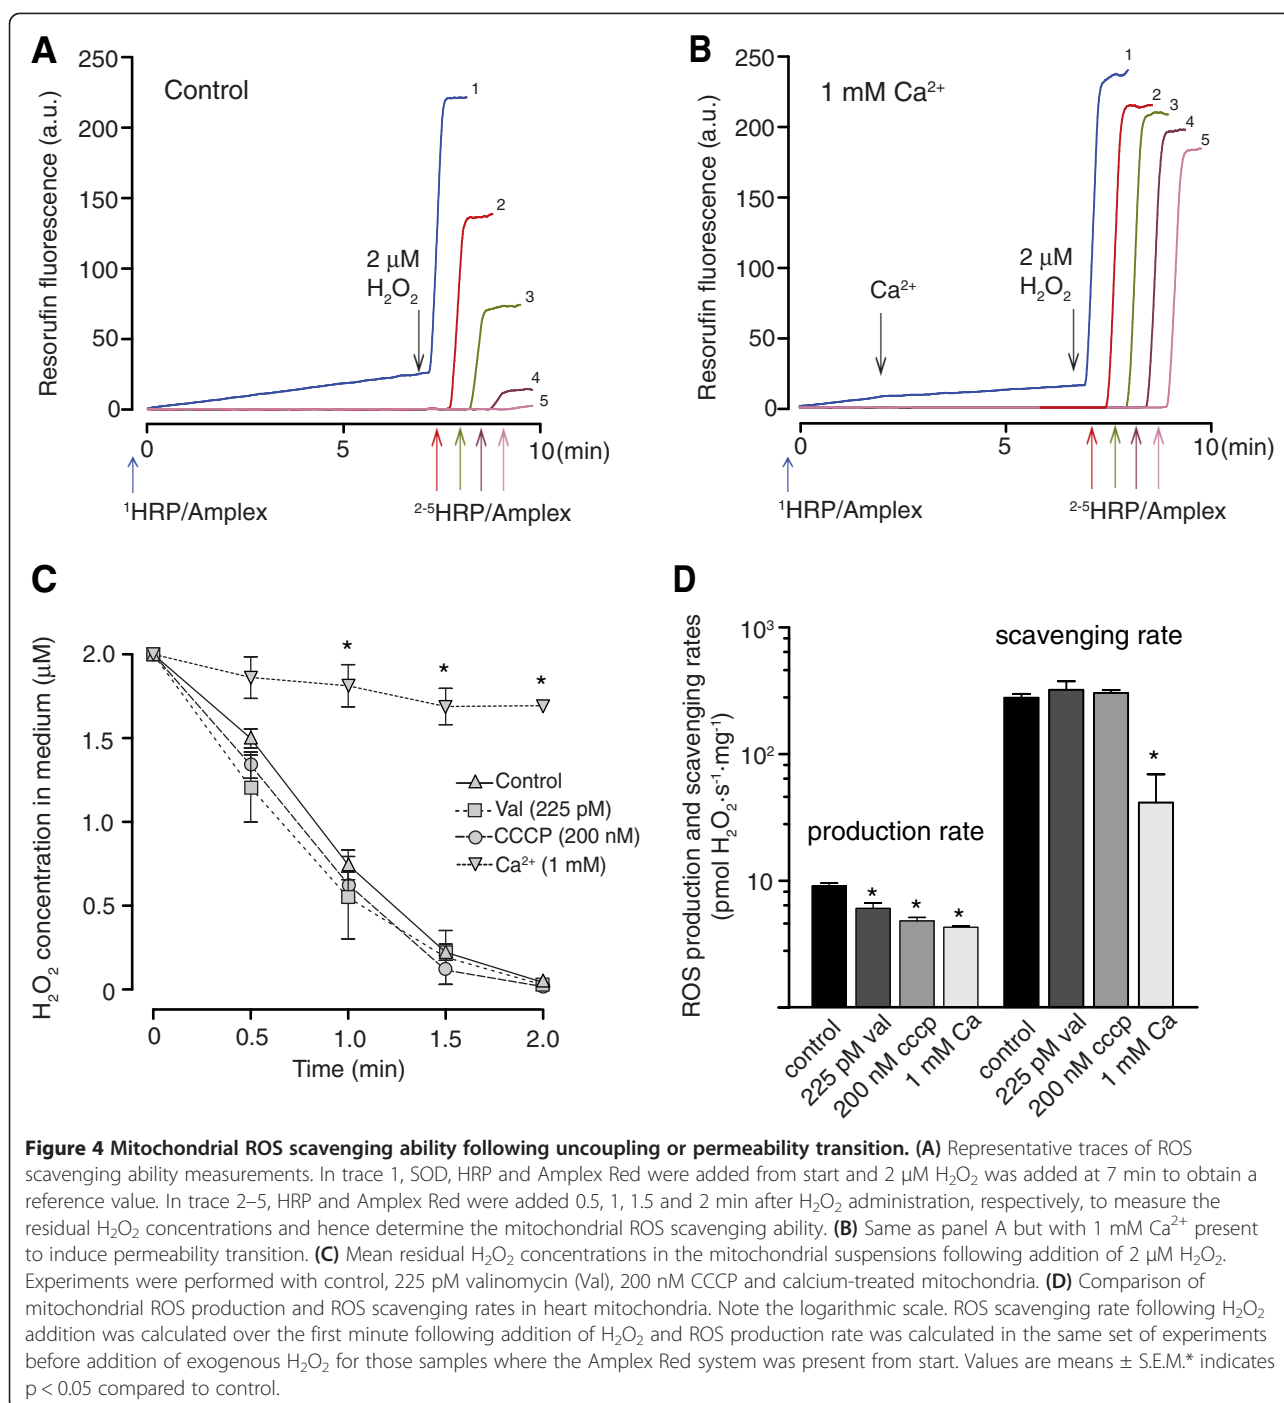 A
Control
Resorufin fluorescence (a.u.)
250
200
150
100
50
0
1
2
3
4
5
2 μM
H₂O₂
0
5
10 (min)
¹HRP/Amplex
²⁻⁵HRP/Amplex
B
1 mM Ca²⁺
Resorufin fluorescence (a.u.)
250
200
150
100
50
0
1
2
3
4
5
Ca²⁺
2 μM
H₂O₂
0
5
10 (min)
¹HRP/Amplex
²⁻⁵HRP/Amplex
C
H₂O₂ concentration in medium (μM)
2.0
1.5
1.0
0.5
0
*
*
*
Control
Val (225 pM)
CCCP (200 nM)
Ca²⁺ (1 mM)
0
0.5
1.0
1.5
2.0
Time (min)
D
ROS production and scavening rates
(pmol H₂O₂·s⁻¹·mg⁻¹)
10³
10²
10
production rate
scavenging rate
*
*
*
*
control
225 pM val
200 nM cccp
1 mM Ca
control
225 pM val
200 nM cccp
1 mM Ca
Figure 4 Mitochondrial ROS scavenging ability following uncoupling or permeability transition. (A) Representative traces of ROS
scavenging ability measurements. In trace 1, SOD, HRP and Amplex Red were added from start and 2 μM H₂O₂ was added at 7 min to obtain a
reference value. In trace 2–5, HRP and Amplex Red were added 0.5, 1, 1.5 and 2 min after H₂O₂ administration, respectively, to measure the
residual H₂O₂ concentrations and hence determine the mitochondrial ROS scavenging ability. (B) Same as panel A but with 1 mM Ca²⁺ present
to induce permeability transition. (C) Mean residual H₂O₂ concentrations in the mitochondrial suspensions following addition of 2 μM H₂O₂.
Experiments were performed with control, 225 pM valinomycin (Val), 200 nM CCCP and calcium-treated mitochondria. (D) Comparison of
mitochondrial ROS production and ROS scavenging rates in heart mitochondria. Note the logarithmic scale. ROS scavenging rate following H₂O₂
addition was calculated over the first minute following addition of H₂O₂ and ROS production rate was calculated in the same set of experiments
before addition of exogenous H₂O₂ for those samples where the Amplex Red system was present from start. Values are means ± S.E.M.* indicates
p < 0.05 compared to control.